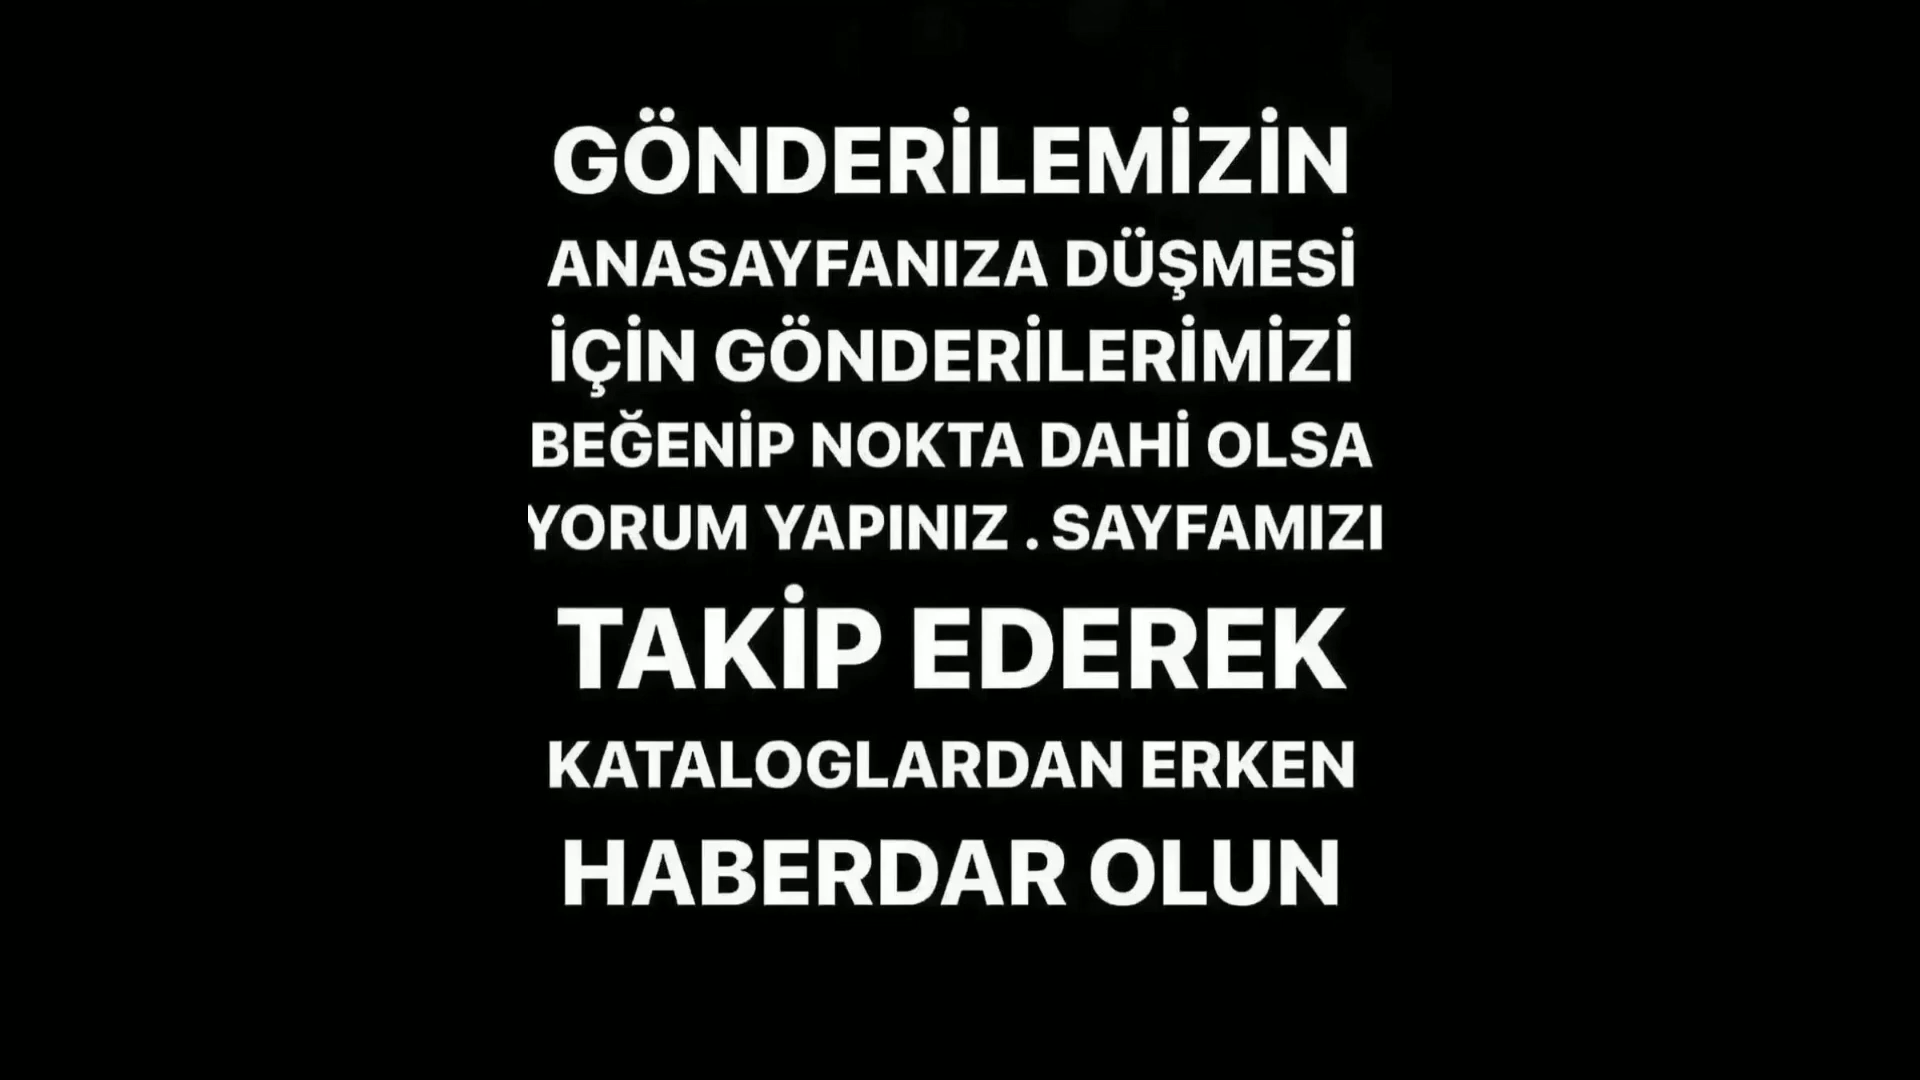 GÖNDERİLEMİZİN
ANASAYFANIZA DÜŞMESİ
İÇİN GÖNDERİLERİMİZİ
BEĞENİP NOKTA DAHİ OLSA
YORUM YAPINIZ . SAYFAMIZI
TAKİP EDEREK
KATALOGLARDAN ERKEN
HABERDAR OLUN